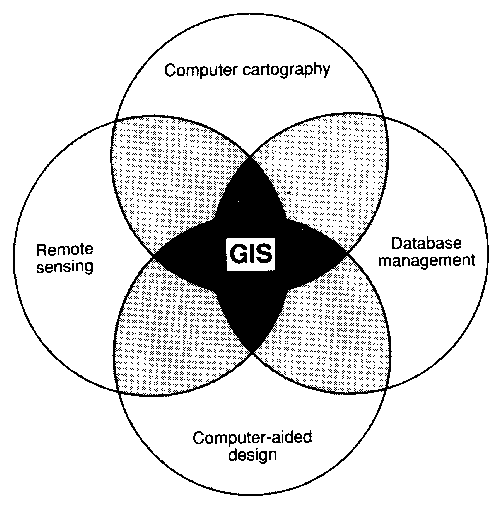 Computer cartography
Remote
sensing
GIS
Database
management
Computer-aided
design